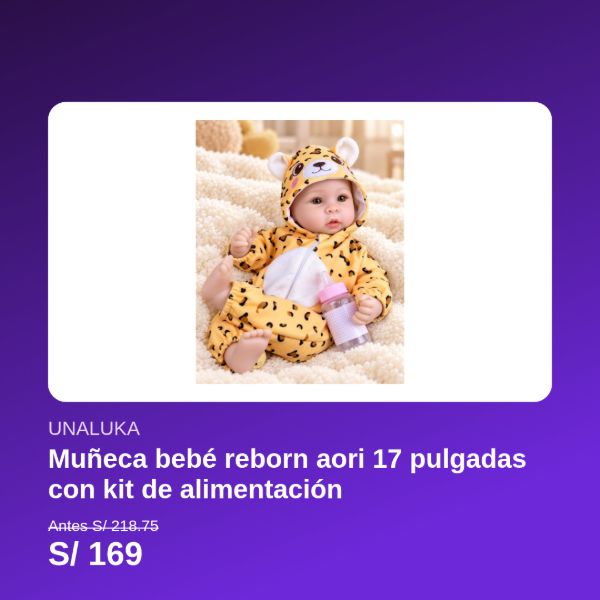 UNALUKA
Muñeca bebé reborn aori 17 pulgadas
con kit de alimentación
Antes S/ 218.75
S/ 169